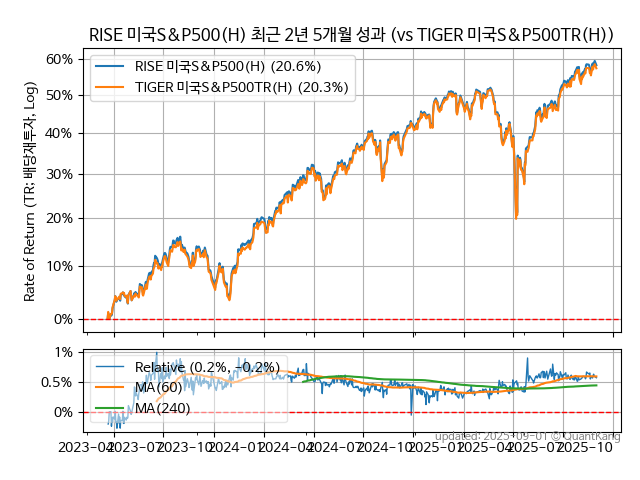 RISE 미국S&P500(H) 최근 2년 5개월 성과 (vs TIGER 미국S&P500TR(H))
Rate of Return (TR: 배당재투자, Log)
60%
50%
40%
30%
20%
10%
0%
RISE 미국S&P500(H) (20.6%)
TIGER 미국S&P500TR(H) (20.3%)
1%
0.5%
0%
Relative (0.2%, -0.2%)
MA(60)
MA(240)
updated: 2025-09-01 © QuantKang
2023-04 2023-07 2023-10 2024-01 2024-04 2024-07 2024-10 2025-01 2025-04 2025-07 2025-10